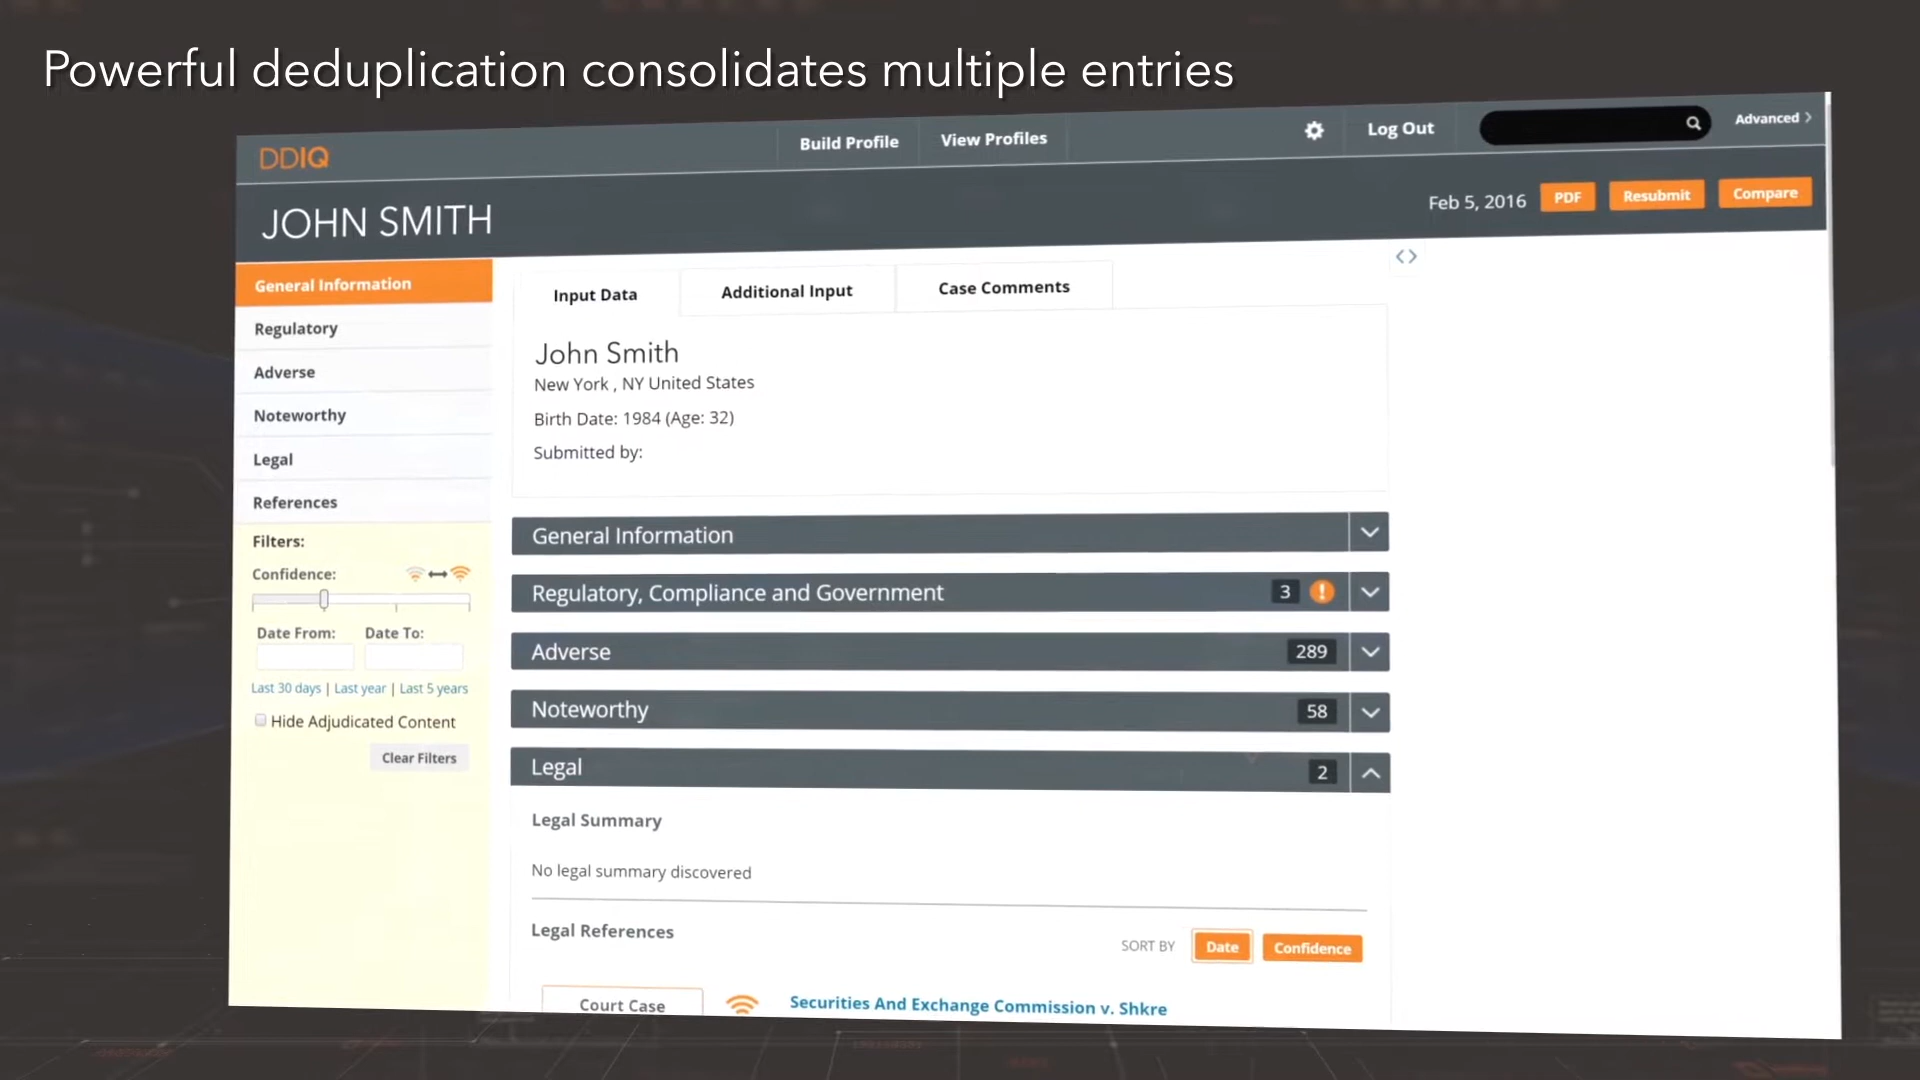 Powerful deduplication consolidates multiple entries
DDIQ
Build Profile
View Profiles
Log Out
Advanced >
JOHN SMITH
Feb 5, 2016
PDF
Resubmit
Compare
General Information
Regulatory
Adverse
Noteworthy
Legal
References
Filters:
Confidence:
Date From:
Date To:
Last 30 days | Last year | Last 5 years
Hide Adjudicated Content
Clear Filters
Input Data
Additional Input
Case Comments
John Smith
New York , NY United States
Birth Date: 1984 (Age: 32)
Submitted by:
General Information
Regulatory, Compliance and Government 3 !
Adverse 289
Noteworthy 58
Legal 2
Legal Summary
No legal summary discovered
Legal References
SORT BY Date Confidence
Court Case
Securities And Exchange Commission v. Shkre